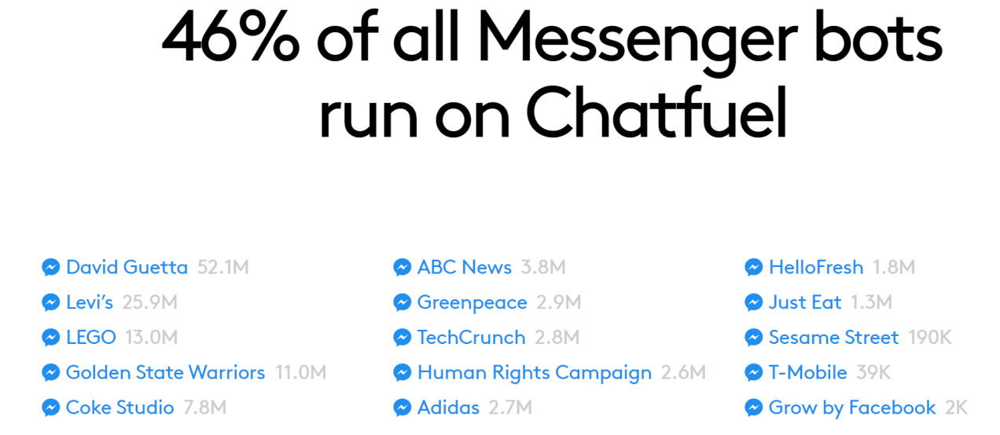 46% of all Messenger bots
run on Chatfuel
David Guetta 52.1M
Levi’s 25.9M
LEGO 13.0M
Golden State Warriors 11.0M
Coke Studio 7.8M
ABC News 3.8M
Greenpeace 2.9M
TechCrunch 2.8M
Human Rights Campaign 2.6M
Adidas 2.7M
HelloFresh 1.8M
Just Eat 1.3M
Sesame Street 190K
T-Mobile 39K
Grow by Facebook 2K